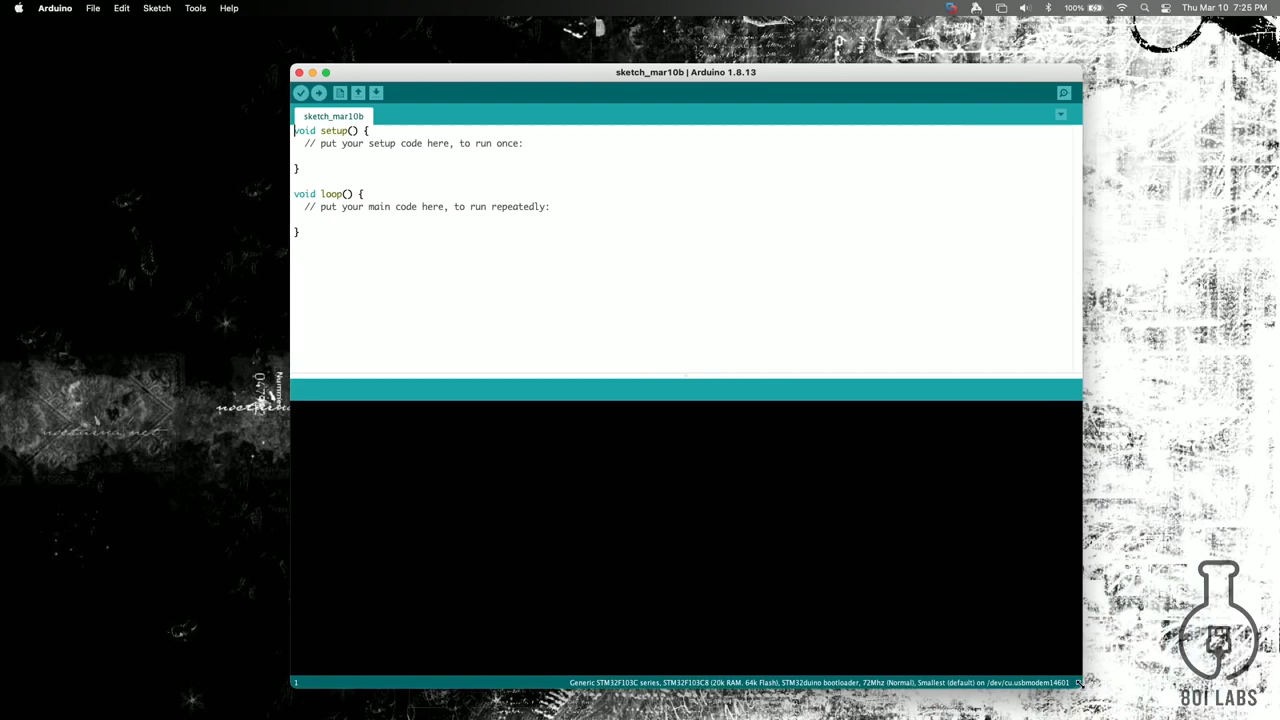 Arduino File Edit Sketch Tools Help
100% Thu Mar 10 7:25 PM
sketch_mar10b | Arduino 1.8.13
sketch_mar10b
void setup() {
  // put your setup code here, to run once:
}
void loop() {
  // put your main code here, to run repeatedly:
}
nocturna.net
1
Generic STM32F103C series, STM32F103C8 (20k RAM. 64k Flash), STM32duino bootloader, 72Mhz (Normal), Smallest (default) on /dev/cu.usbmodem14601
801 LABS